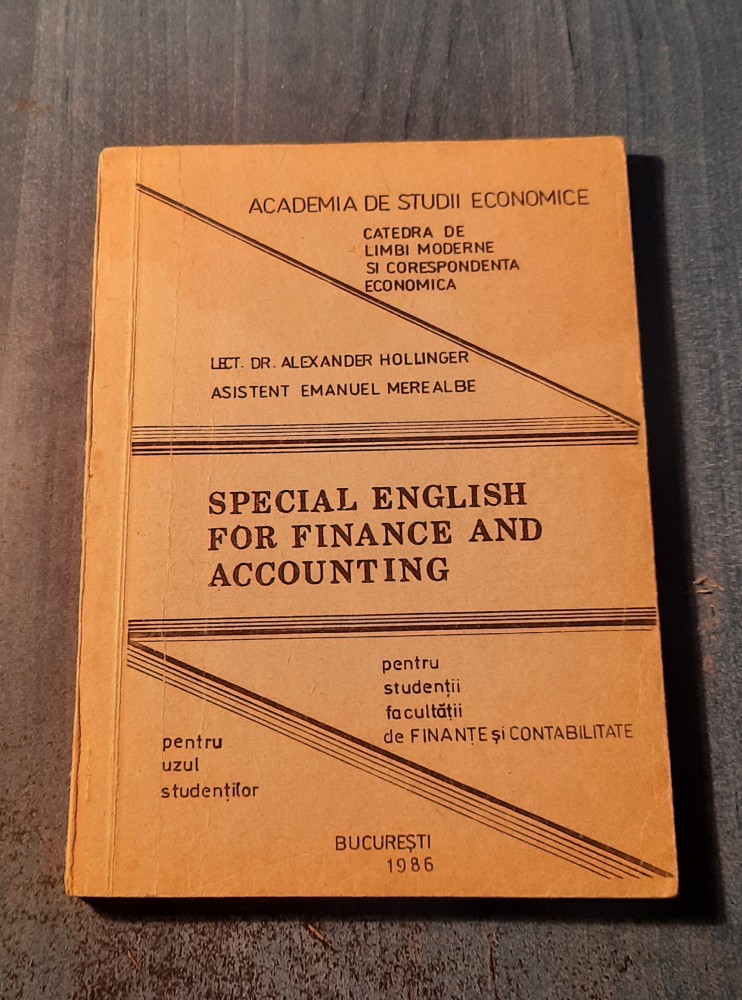 ACADEMIA DE STUDII ECONOMICE
CATEDRA DE
LIMBI MODERNE
SI CORESPONDENTA
ECONOMICA
LECT. DR. ALEXANDER HOLLINGER
ASISTENT EMANUEL MEREALBE
SPECIAL ENGLISH
FOR FINANCE AND
ACCOUNTING
pentru
studenții
facultății
de FINANȚE și CONTABILITATE
pentru
uzul
studenților
BUCUREȘTI
1986